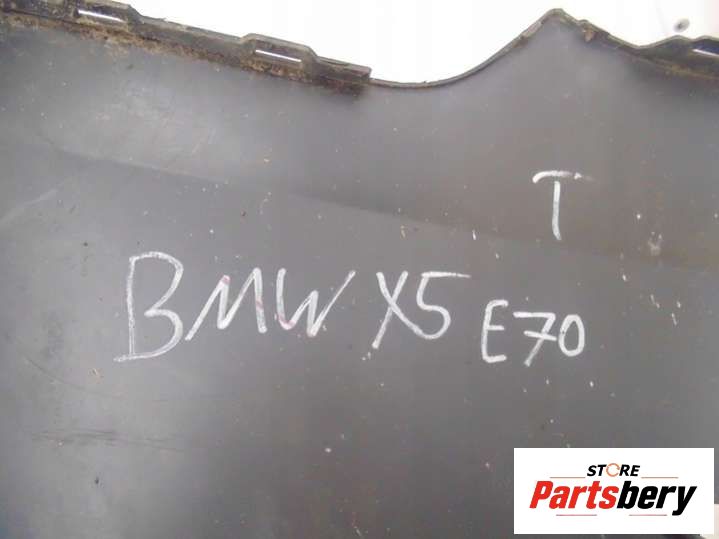 T
BMW X5 E70
STORE
Partsbery